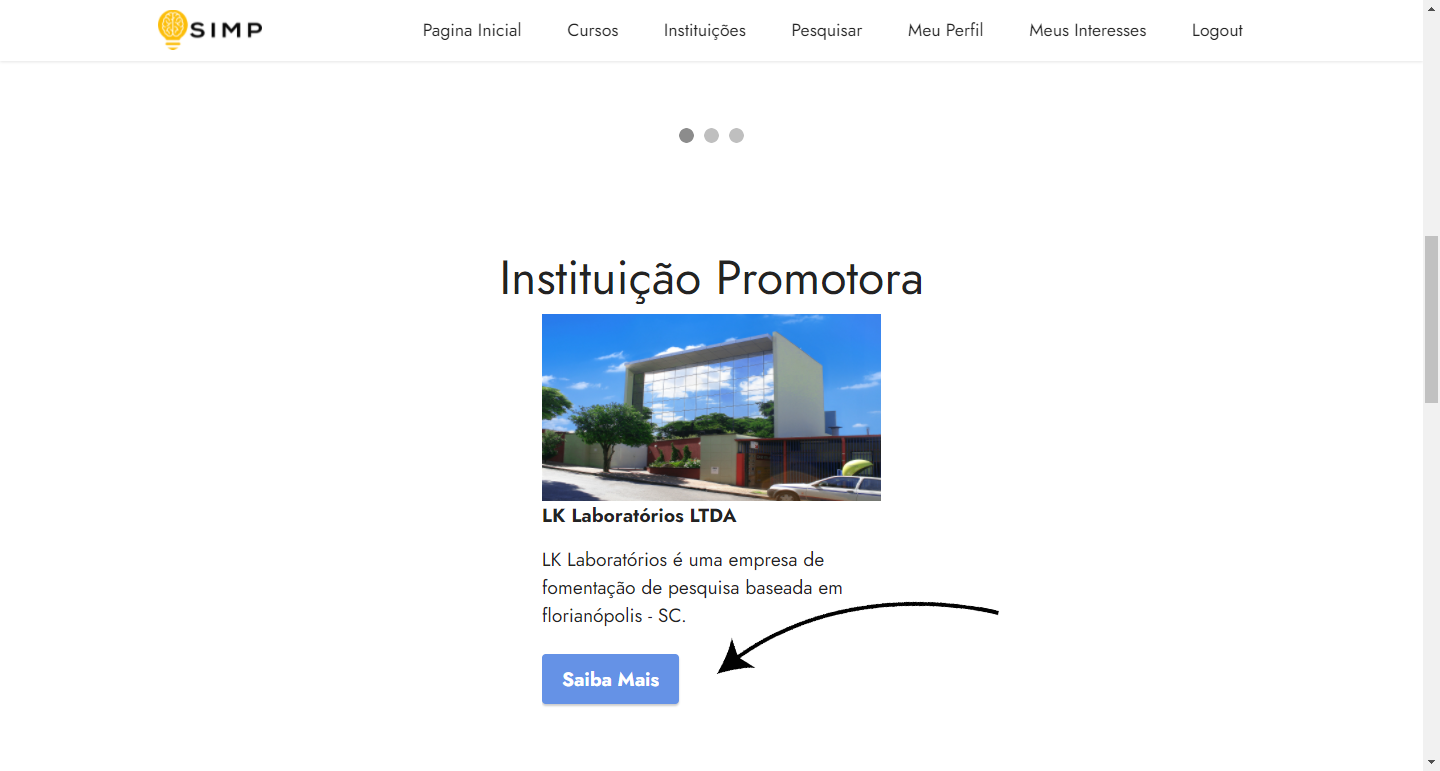 SIMP
Pagina Inicial
Cursos
Instituições
Pesquisar
Meu Perfil
Meus Interesses
Logout
Instituição Promotora
LK Laboratórios LTDA
LK Laboratórios é uma empresa de
fomentação de pesquisa baseada em
florianópolis - SC.
Saiba Mais